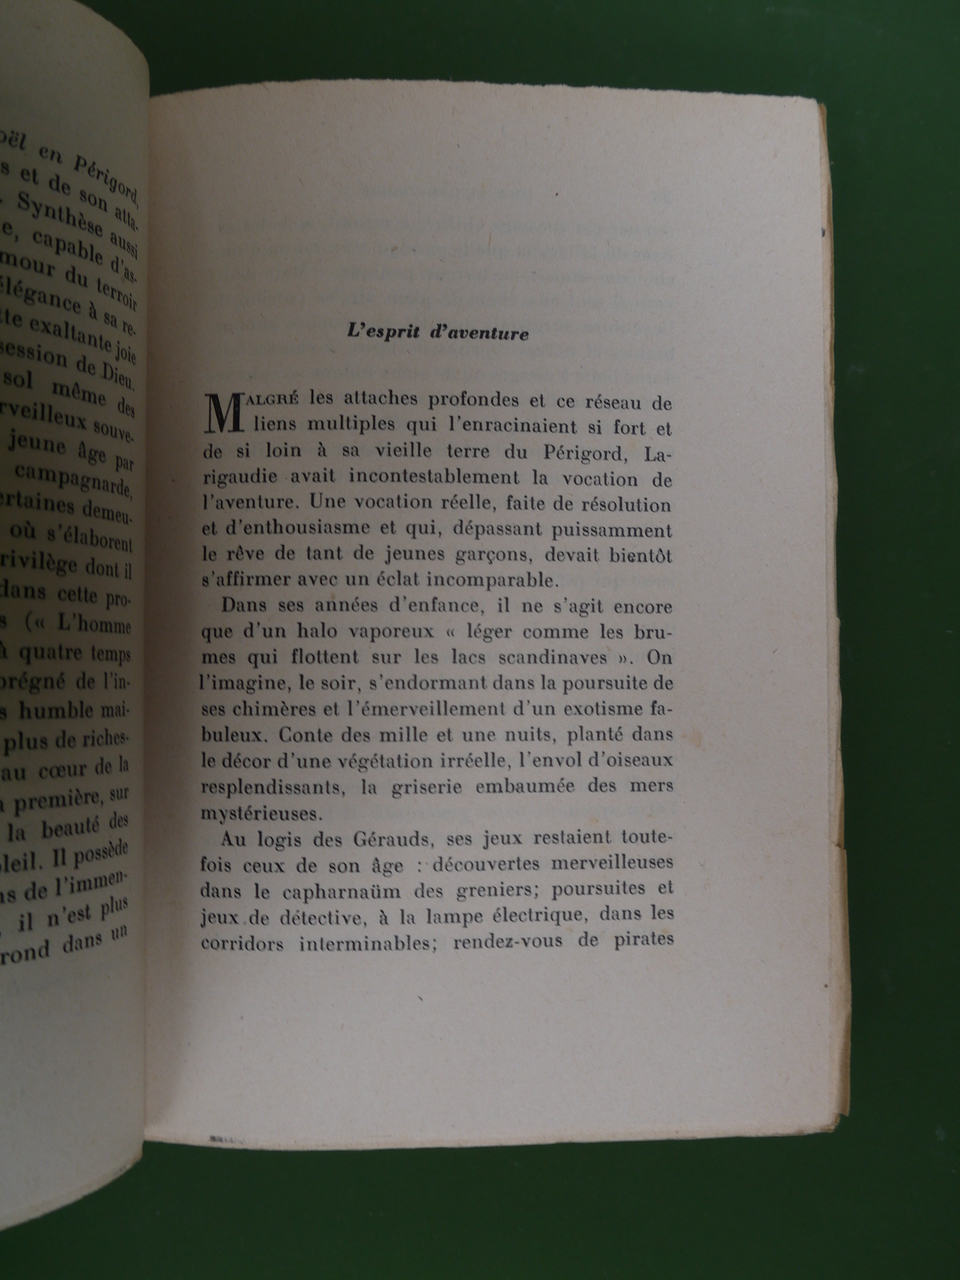 en Périgord,
et de son atta-
Synthèse aussi
capable d'as-
du terroir
élégance à sa re-
exaltante joie
de Dieu.
sol même des
souve-
jeune âge par
campagnarde,
demeu-
où s'élaborent
dont il
dans cette pro-
(« L'homme
à quatre temps
de l'in-
humble mai-
plus de riches-
au cœur de la
première, sur
la beauté des
Il possède
de l'immen-
il n'est plus
rond dans un
L'esprit d'aventure
MALGRÉ les attaches profondes et ce réseau de
liens multiples qui l'enracinaient si fort et
de si loin à sa vieille terre du Périgord, La-
rigaudie avait incontestablement la vocation de
l'aventure. Une vocation réelle, faite de résolution
et d'enthousiasme et qui, dépassant puissamment
le rêve de tant de jeunes garçons, devait bientôt
s'affirmer avec un éclat incomparable.
Dans ses années d'enfance, il ne s'agit encore
que d'un halo vaporeux « léger comme les bru-
mes qui flottent sur les lacs scandinaves ». On
l'imagine, le soir, s'endormant dans la poursuite de
ses chimères et l'émerveillement d'un exotisme fa-
buleux. Conte des mille et une nuits, planté dans
le décor d'une végétation irréelle, l'envol d'oiseaux
resplendissants, la griserie embaumée des mers
mystérieuses.
Au logis des Gérauds, ses jeux restaient toute-
fois ceux de son âge : découvertes merveilleuses
dans le capharnaüm des greniers; poursuites et
jeux de détective, à la lampe électrique, dans les
corridors interminables; rendez-vous de pirates